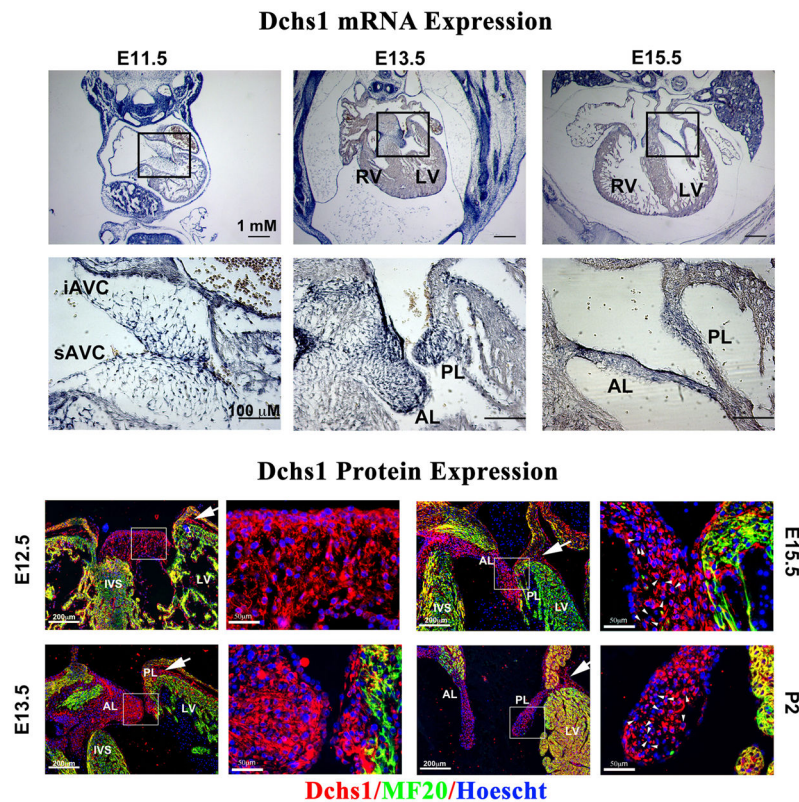 Dchs1 mRNA Expression
E11.5 E13.5 E15.5
1 mM
RV LV
RV LV
iAVC
sAVC
100 μM
PL
AL
PL
AL
Dchs1 Protein Expression
E12.5
IVS
LV
200μm
50μm
AL
PL
IVS
LV
200μm
50μm
E15.5
E13.5
PL
AL
LV
IVS
200μm
50μm
AL
PL
LV
200μm
50μm
P2
Dchs1/MF20/Hoescht